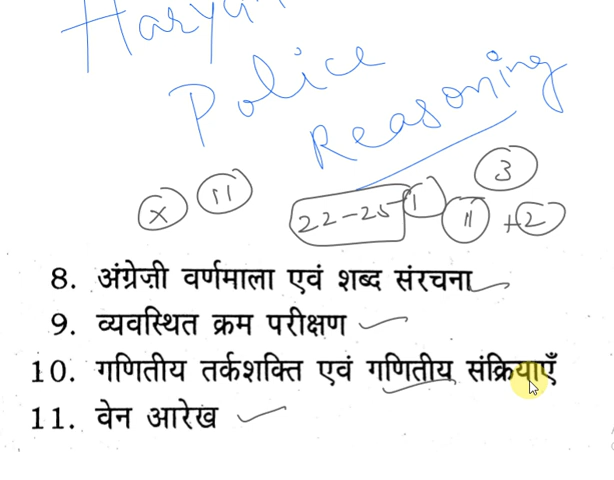 Haryan
Police
Reasoning
3
x 11 22-25 1 11 +2
8. अंग्रेजी वर्णमाला एवं शब्द संरचना
9. व्यवस्थित क्रम परीक्षण
10. गणितीय तर्कशक्ति एवं गणितीय संक्रियाएँ
11. वेन आरेख